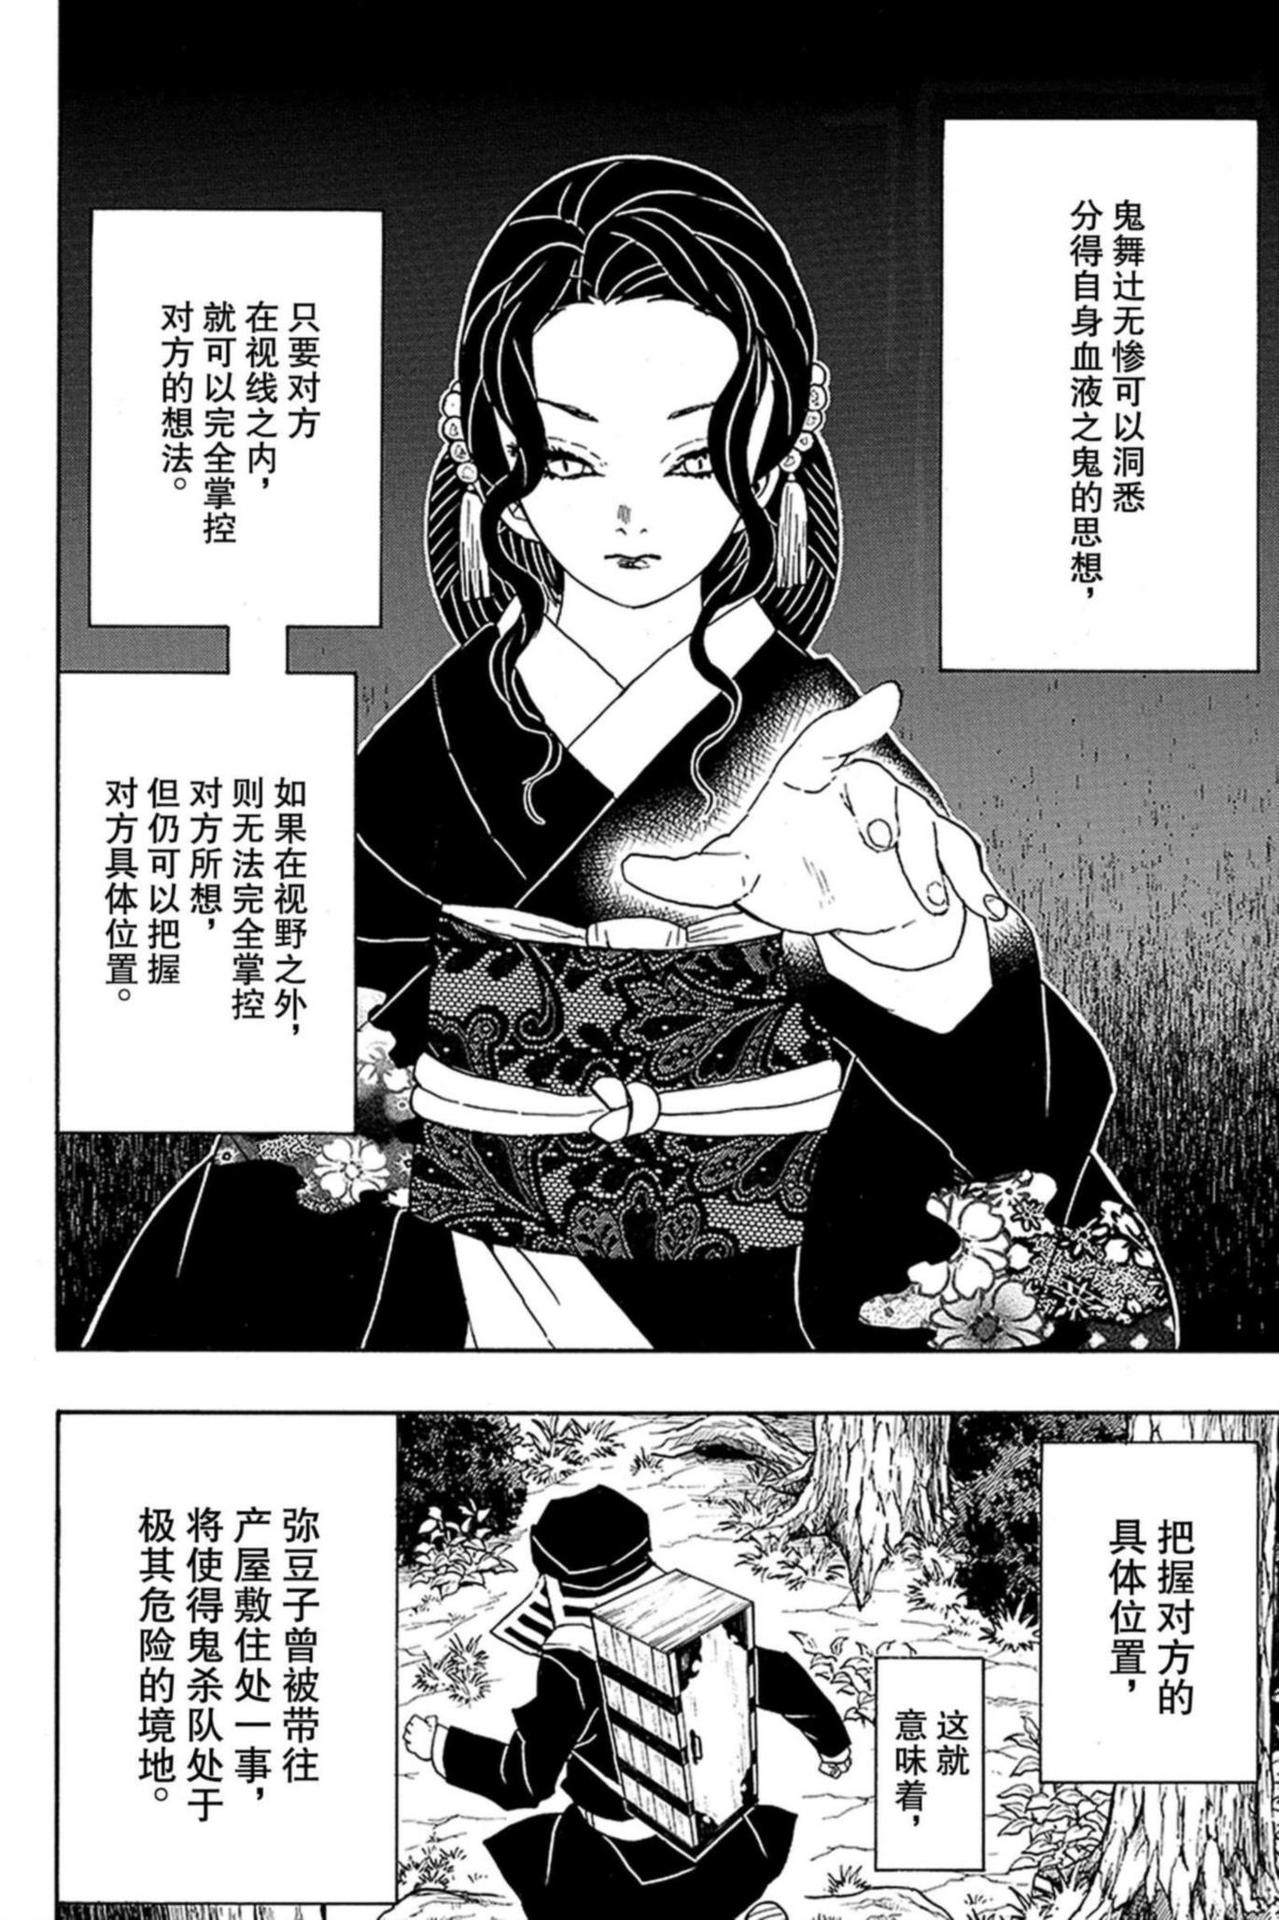 鬼舞辻无惨可以洞悉
分得自身血液之鬼的思想，
只要对方
在视线之内，
就可以完全掌控
对方的想法。
如果在视野之外，
则无法完全掌控
对方所想，
但仍可以把握
对方具体位置。
把握对方的
具体位置，
这就
意味着，
弥豆子曾被带往
产屋敷住处一事，
将使得鬼杀队处于
极其危险的境地。